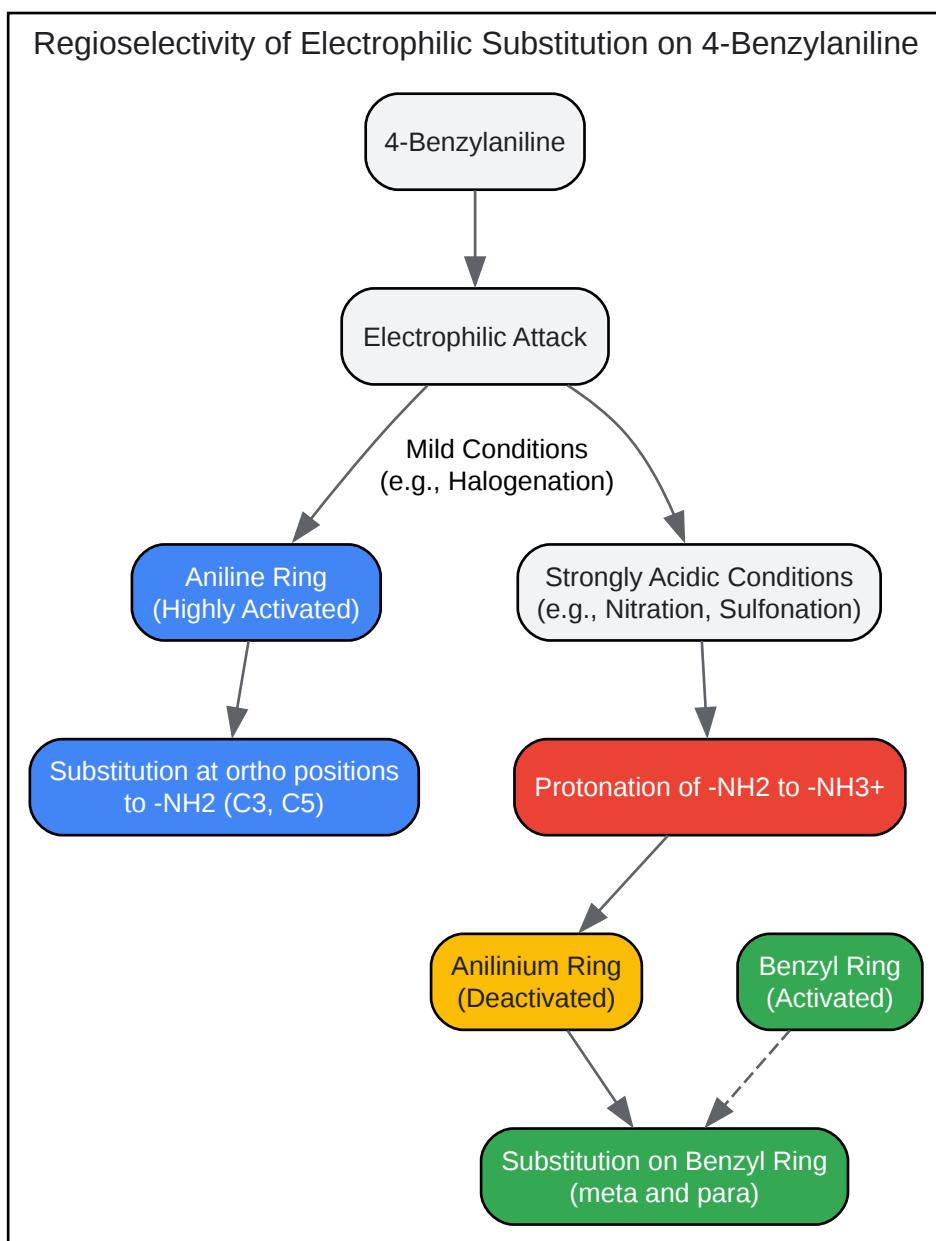 Regioselectivity of Electrophilic Substitution on 4-Benzylaniline
4-Benzylaniline
Electrophilic Attack
Mild Conditions
(e.g., Halogenation)
Aniline Ring
(Highly Activated)
Strongly Acidic Conditions
(e.g., Nitration, Sulfonation)
Substitution at ortho positions
to -NH2 (C3, C5)
Protonation of -NH2 to -NH3+
Anilinium Ring
(Deactivated)
Benzyl Ring
(Activated)
Substitution on Benzyl Ring
(meta and para)